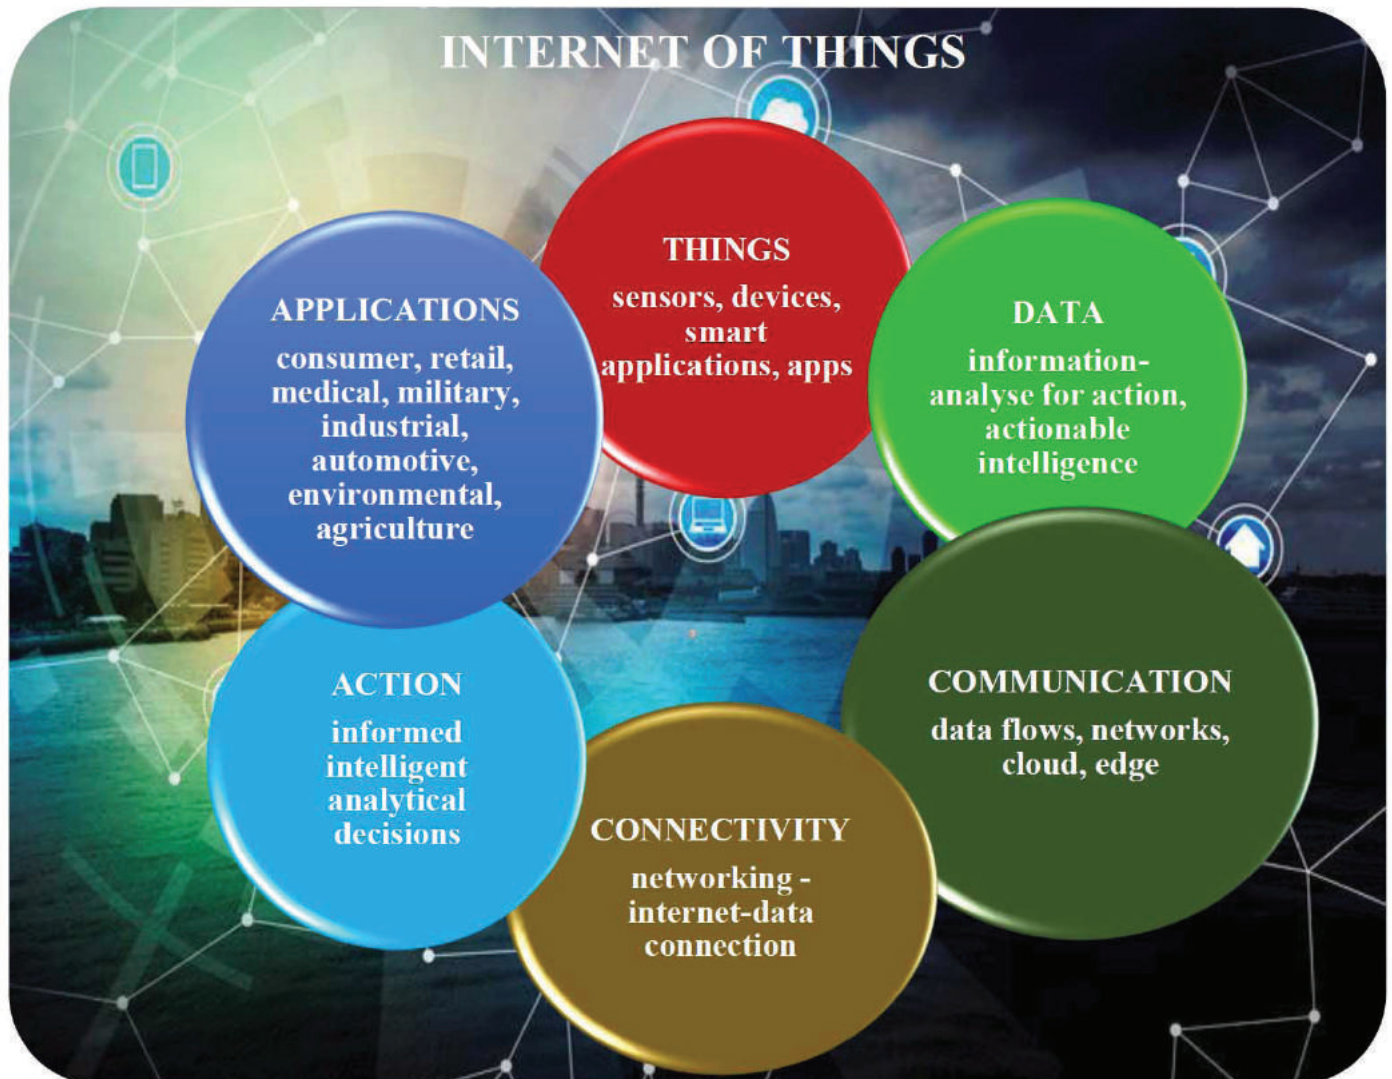 INTERNET OF THINGS
THINGS
sensors, devices,
smart
applications, apps
DATA
information-
analyse for action,
actionable
intelligence
COMMUNICATION
data flows, networks,
cloud, edge
CONNECTIVITY
networking -
internet-data
connection
ACTION
informed
intelligent
analytical
decisions
APPLICATIONS
consumer, retail,
medical, military,
industrial,
automotive,
environmental,
agriculture